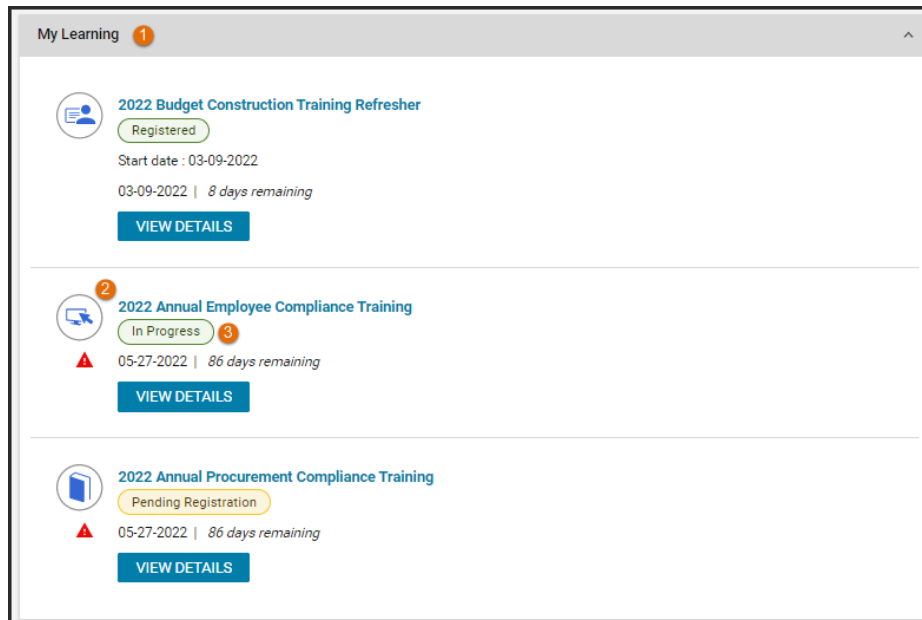 My Learning 1
2022 Budget Construction Training Refresher
Registered
Start date : 03-09-2022
03-09-2022 | 8 days remaining
VIEW DETAILS
2
2022 Annual Employee Compliance Training
In Progress 3
05-27-2022 | 86 days remaining
VIEW DETAILS
2022 Annual Procurement Compliance Training
Pending Registration
05-27-2022 | 86 days remaining
VIEW DETAILS